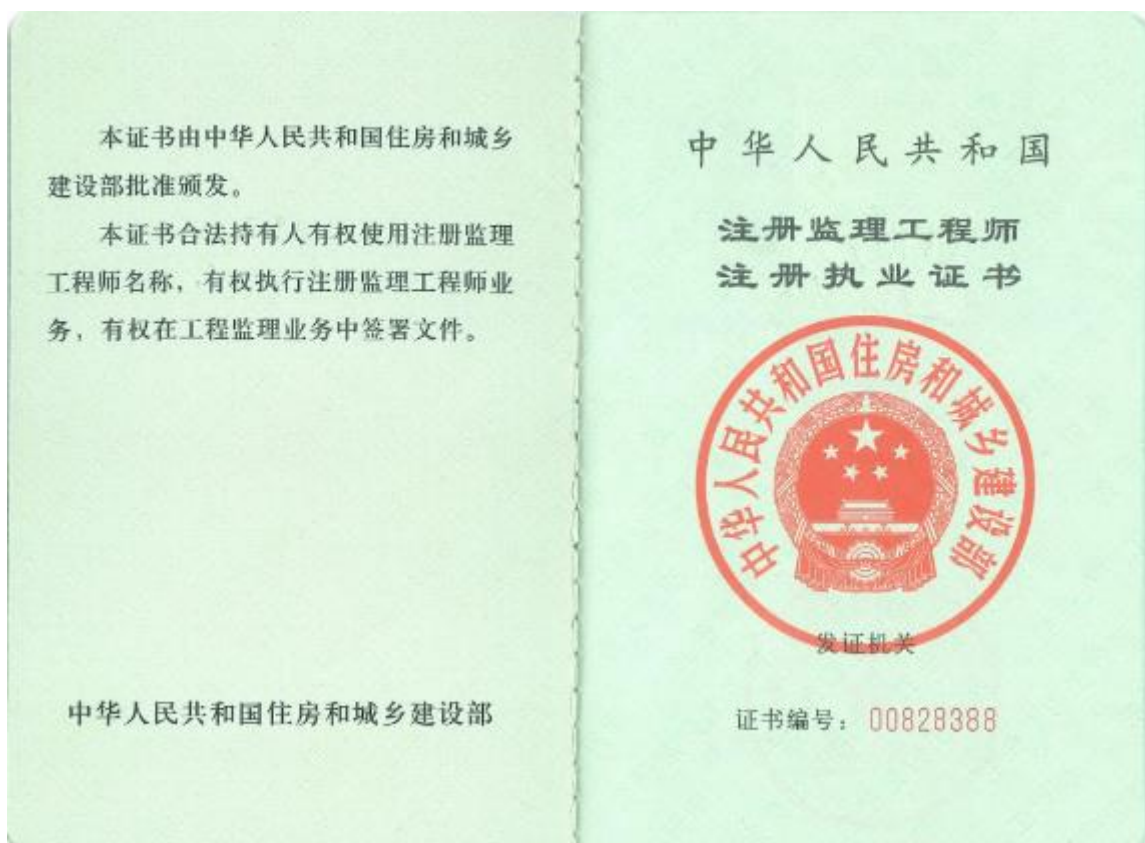 本证书由中华人民共和国住房和城乡
建设部批准颁发。
本证书合法持有人有权使用注册监理
工程师名称，有权执行注册监理工程师业
务，有权在工程监理业务中签署文件。
中华人民共和国住房和城乡建设部
中华人民共和国
注册监理工程师
注册执业证书
中华人民共和国住房和城乡建设部
发证机关
证书编号：00828388